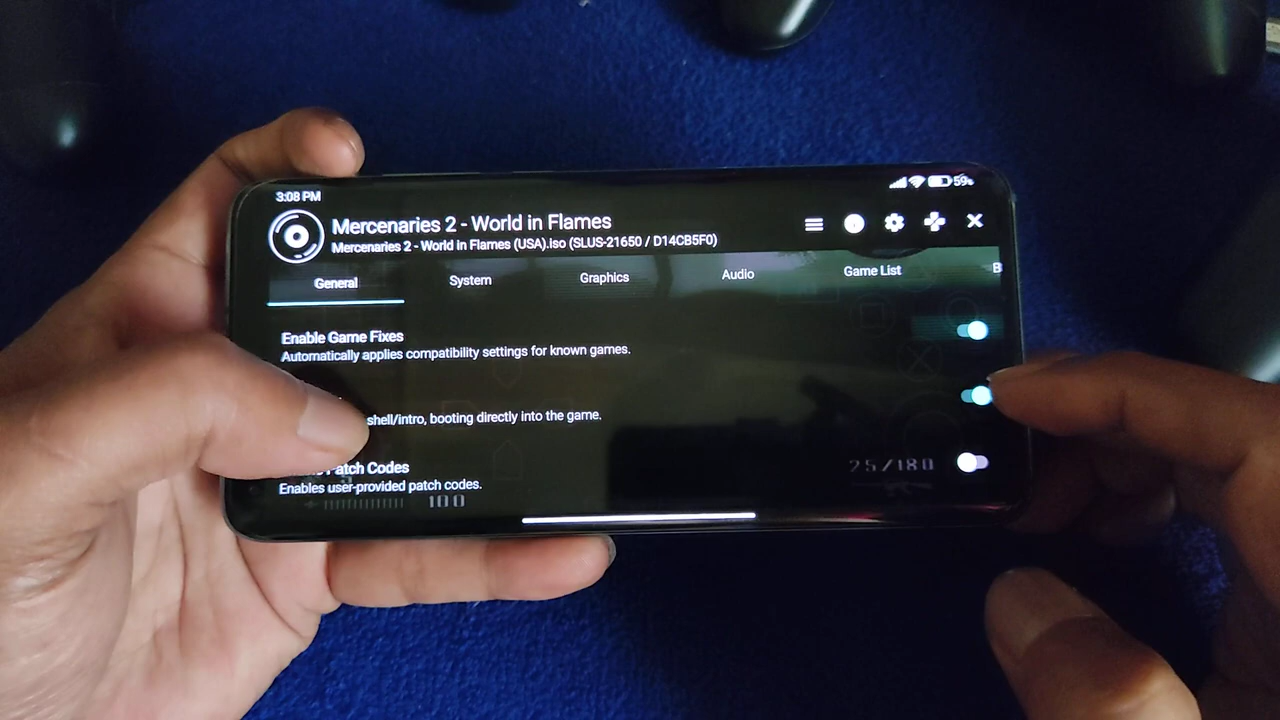 3:08 PM
59%
Mercenaries 2 - World in Flames
Mercenaries 2 - World in Flames (USA).iso (SLUS-21650 / D14CB5F0)
General
System
Graphics
Audio
Game List
B
Enable Game Fixes
Automatically applies compatibility settings for known games.
shell/intro, booting directly into the game.
Patch Codes
25/180
Enables user-provided patch codes.
100